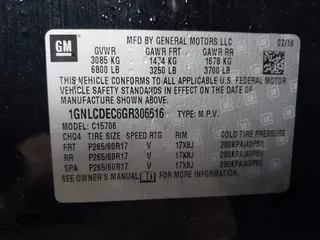 GM
MFD BY GENERAL MOTORS LLC
02/16
GVWR GAWR FRT GAWR RR
3085 KG 1474 KG 1678 KG
6800 LB 3250 LB 3700 LB
THIS VEHICLE CONFORMS TO ALL APPLICABLE U.S. FEDERAL MOTOR
VEHICLE SAFETY STANDARDS IN EFFECT ON THE DATE OF
MANUFACTURE SHOWN ABOVE.
1GNLCDEC6GR306616 TYPE: M.P.V.
MODEL: C15706
CHQ4 TIRE SIZE SPEED RTG RIM COLD TIRE PRESSURE
FRT P265/60R17 V 17X8J 280KPA(40PSI)
RR P265/60R17 V 17X8J 280KPA(40PSI)
SPA P265/60R17 V 17X8J 280KPA(40PSI)
SEE OWNER'S MANUAL FOR ADDITIONAL INFORMATION